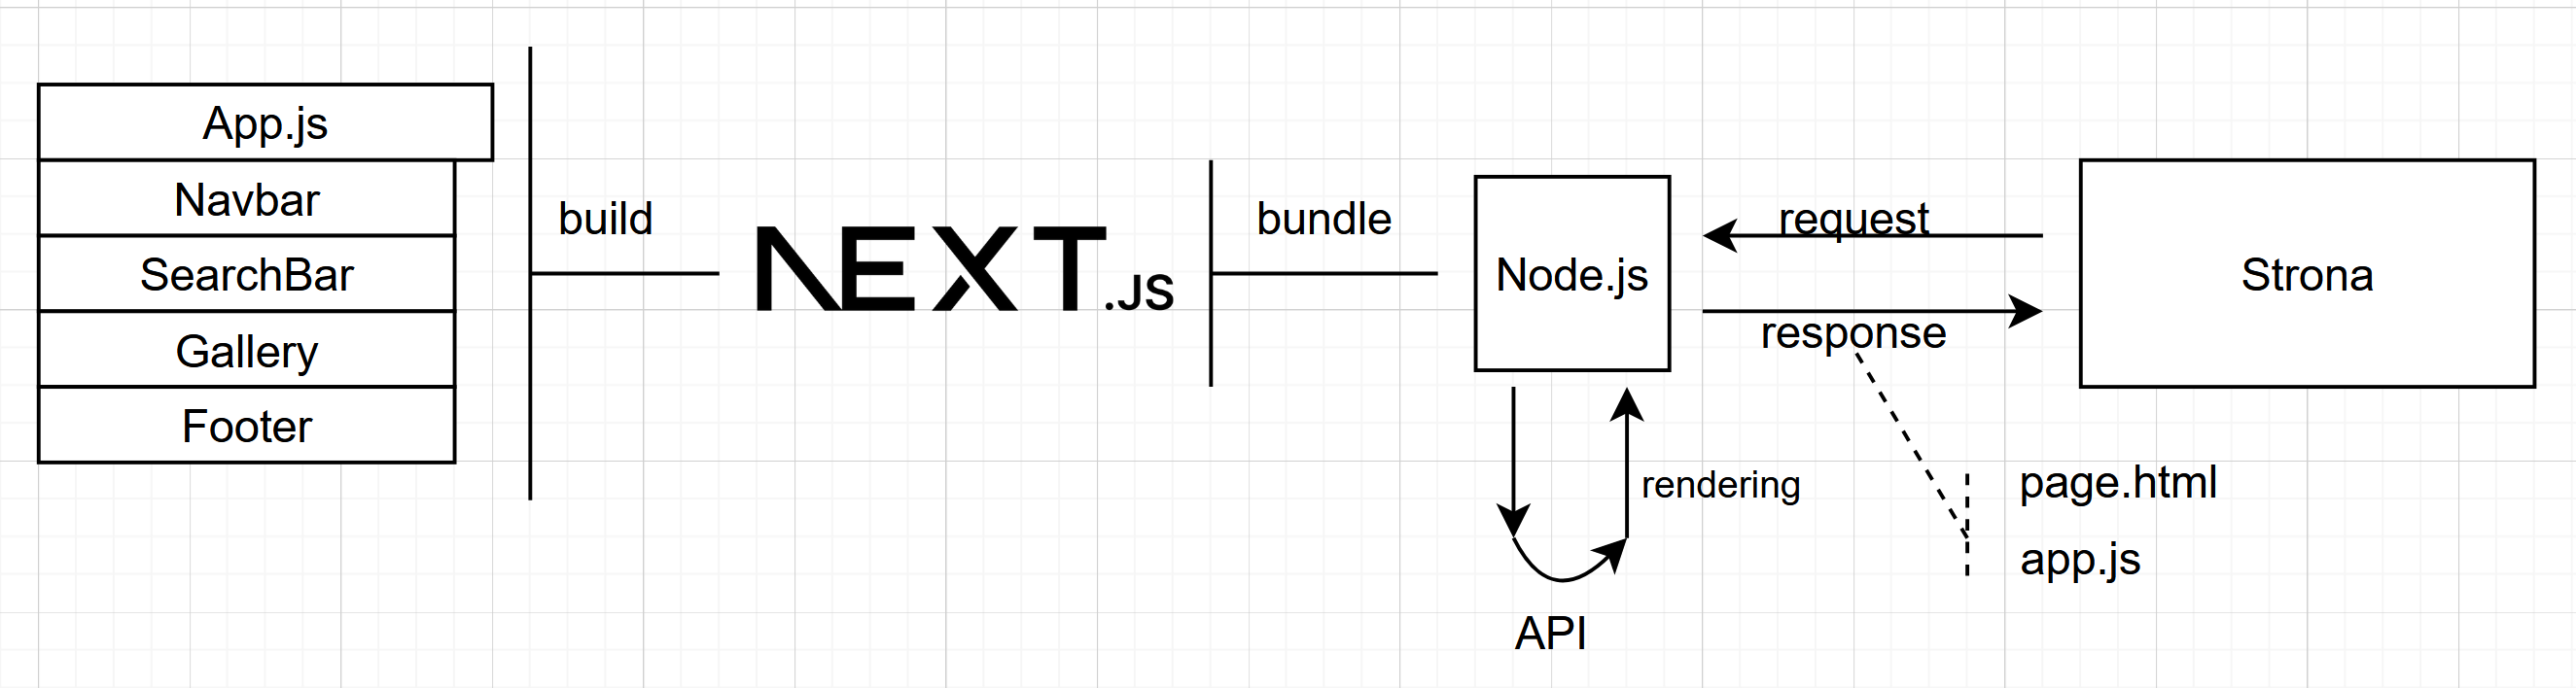 App.js
Navbar
SearchBar
Gallery
Footer
build
NEXT.JS
bundle
Node.js
request
response
Strona
rendering
API
page.html
app.js